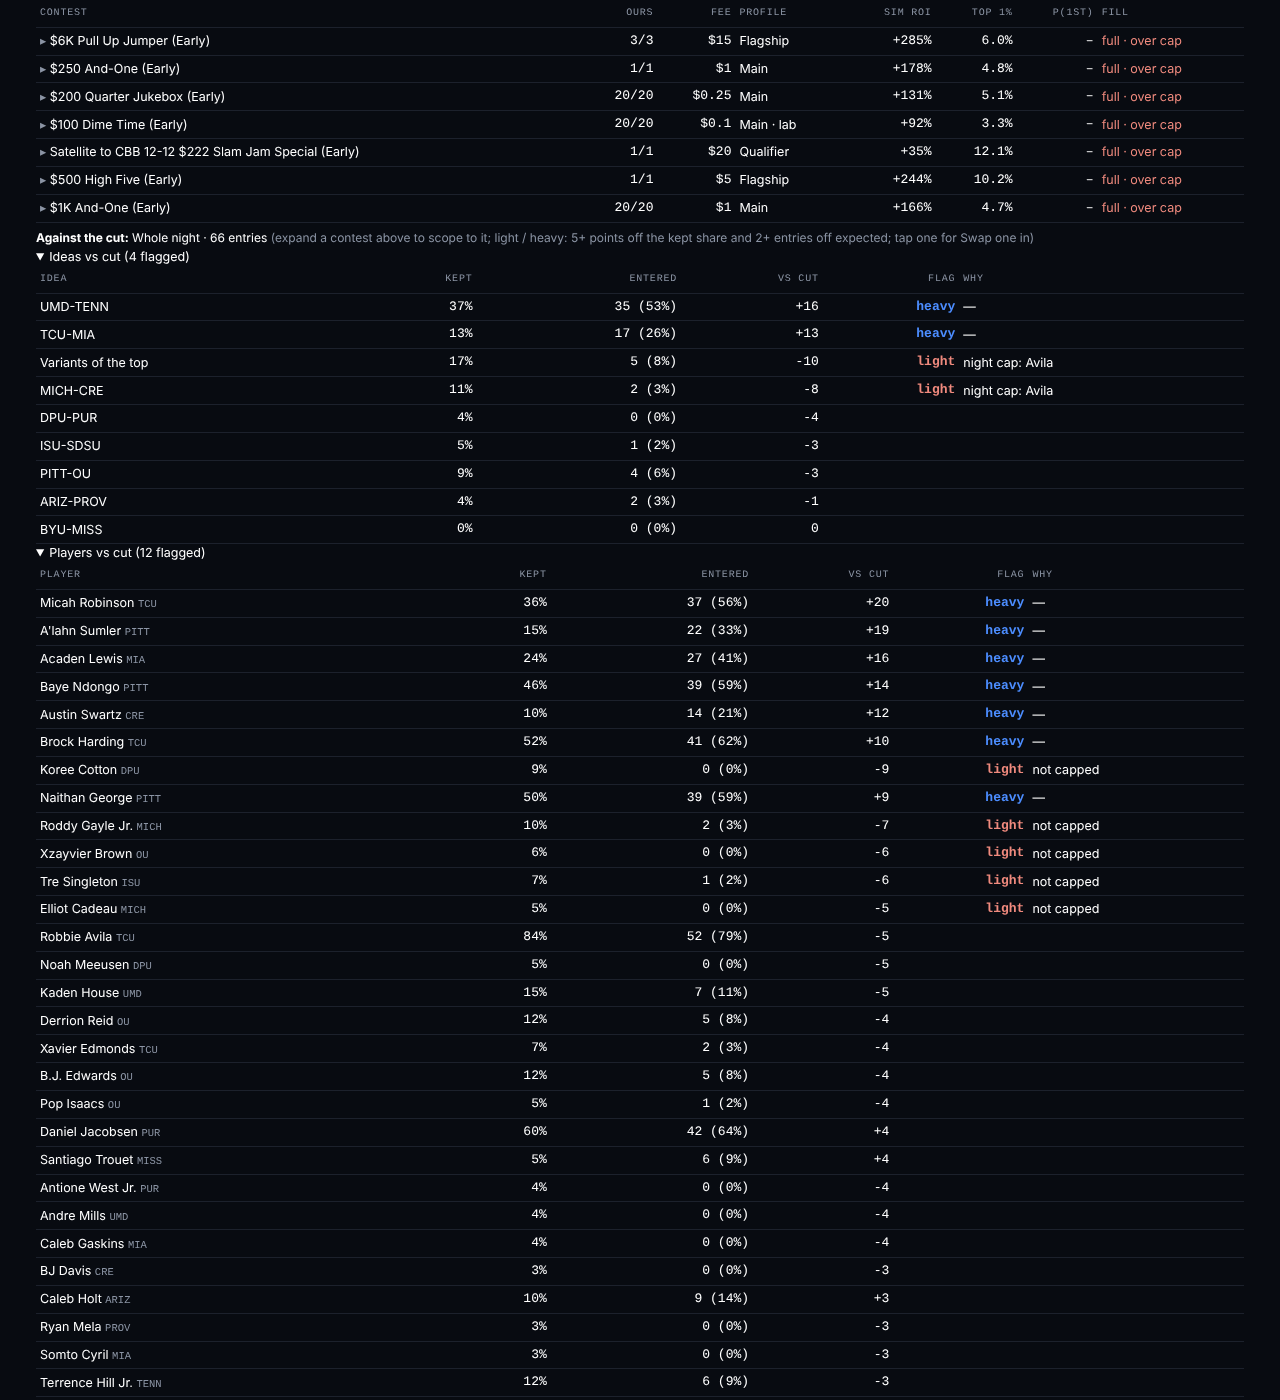 CONTEST OURS FEE PROFILE SIM ROI TOP 1% P(1ST) FILL
▸ $6K Pull Up Jumper (Early) 3/3 $15 Flagship +285% 6.0% – full · over cap
▸ $250 And-One (Early) 1/1 $1 Main +178% 4.8% – full · over cap
▸ $200 Quarter Jukebox (Early) 20/20 $0.25 Main +131% 5.1% – full · over cap
▸ $100 Dime Time (Early) 20/20 $0.1 Main · lab +92% 3.3% – full · over cap
▸ Satellite to CBB 12-12 $222 Slam Jam Special (Early) 1/1 $20 Qualifier +35% 12.1% – full · over cap
▸ $500 High Five (Early) 1/1 $5 Flagship +244% 10.2% – full · over cap
▸ $1K And-One (Early) 20/20 $1 Main +166% 4.7% – full · over cap
Against the cut: Whole night · 66 entries (expand a contest above to scope to it; light / heavy: 5+ points off the kept share and 2+ entries off expected; tap one for Swap one in)
▼ Ideas vs cut (4 flagged)
IDEA KEPT ENTERED VS CUT FLAG WHY
UMD-TENN 37% 35 (53%) +16 heavy —
TCU-MIA 13% 17 (26%) +13 heavy —
Variants of the top 17% 5 (8%) -10 light night cap: Avila
MICH-CRE 11% 2 (3%) -8 light night cap: Avila
DPU-PUR 4% 0 (0%) -4
ISU-SDSU 5% 1 (2%) -3
PITT-OU 9% 4 (6%) -3
ARIZ-PROV 4% 2 (3%) -1
BYU-MISS 0% 0 (0%) 0
▼ Players vs cut (12 flagged)
PLAYER KEPT ENTERED VS CUT FLAG WHY
Micah Robinson TCU 36% 37 (56%) +20 heavy —
A'lahn Sumler PITT 15% 22 (33%) +19 heavy —
Acaden Lewis MIA 24% 27 (41%) +16 heavy —
Baye Ndongo PITT 46% 39 (59%) +14 heavy —
Austin Swartz CRE 10% 14 (21%) +12 heavy —
Brock Harding TCU 52% 41 (62%) +10 heavy —
Koree Cotton DPU 9% 0 (0%) -9 light not capped
Naithan George PITT 50% 39 (59%) +9 heavy —
Roddy Gayle Jr. MICH 10% 2 (3%) -7 light not capped
Xzayvier Brown OU 6% 0 (0%) -6 light not capped
Tre Singleton ISU 7% 1 (2%) -6 light not capped
Elliot Cadeau MICH 5% 0 (0%) -5 light not capped
Robbie Avila TCU 84% 52 (79%) -5
Noah Meeusen DPU 5% 0 (0%) -5
Kaden House UMD 15% 7 (11%) -5
Derrion Reid OU 12% 5 (8%) -4
Xavier Edmonds TCU 7% 2 (3%) -4
B.J. Edwards OU 12% 5 (8%) -4
Pop Isaacs OU 5% 1 (2%) -4
Daniel Jacobsen PUR 60% 42 (64%) +4
Santiago Trouet MISS 5% 6 (9%) +4
Antione West Jr. PUR 4% 0 (0%) -4
Andre Mills UMD 4% 0 (0%) -4
Caleb Gaskins MIA 4% 0 (0%) -4
BJ Davis CRE 3% 0 (0%) -3
Caleb Holt ARIZ 10% 9 (14%) +3
Ryan Mela PROV 3% 0 (0%) -3
Somto Cyril MIA 3% 0 (0%) -3
Terrence Hill Jr. TENN 12% 6 (9%) -3